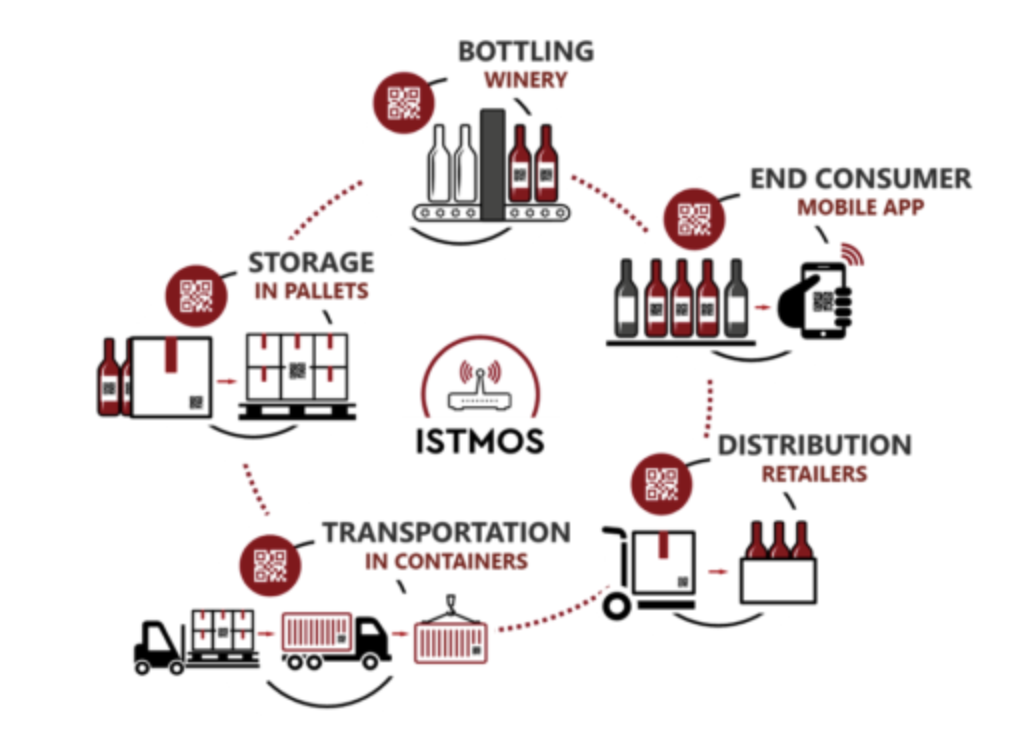 BOTTLING
WINERY
END CONSUMER
MOBILE APP
STORAGE
IN PALLETS
ISTMOS
DISTRIBUTION
RETAILERS
TRANSPORTATION
IN CONTAINERS